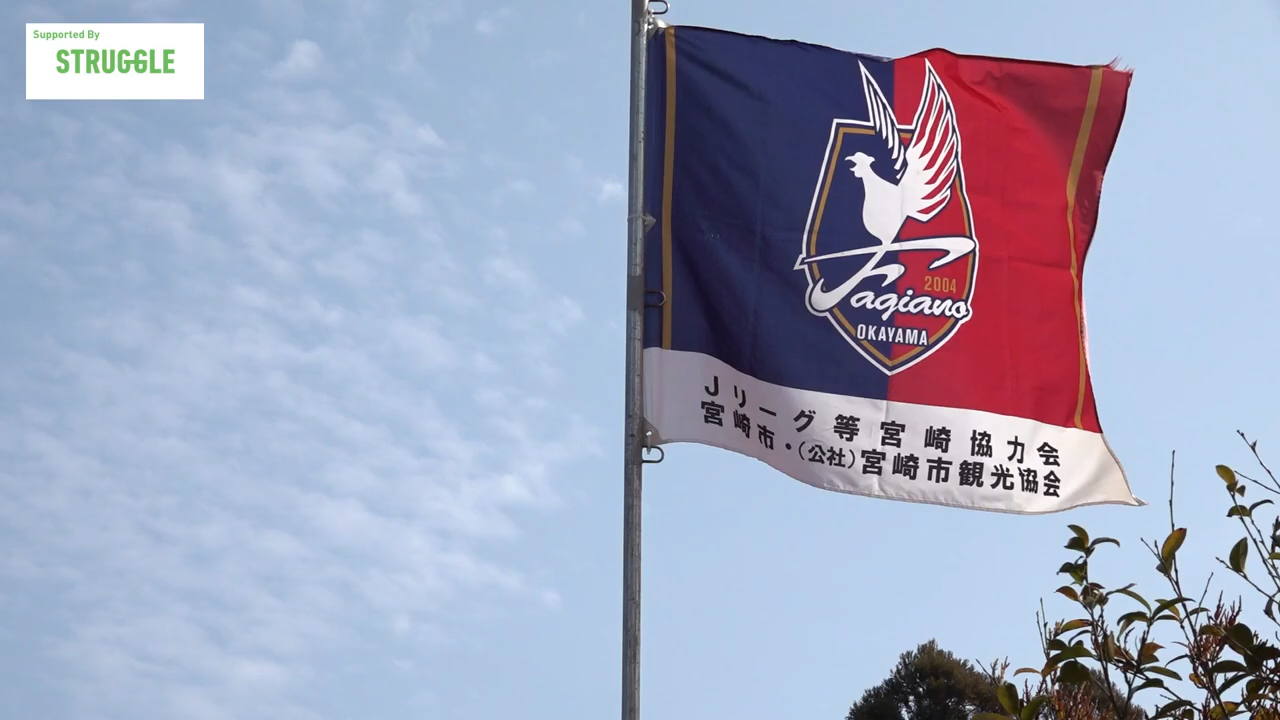 Supported By
STRUGGLE
2004
Fagiano
OKAYAMA
Jリーグ等宮崎協力会
宮崎市・(公社)宮崎市観光協会